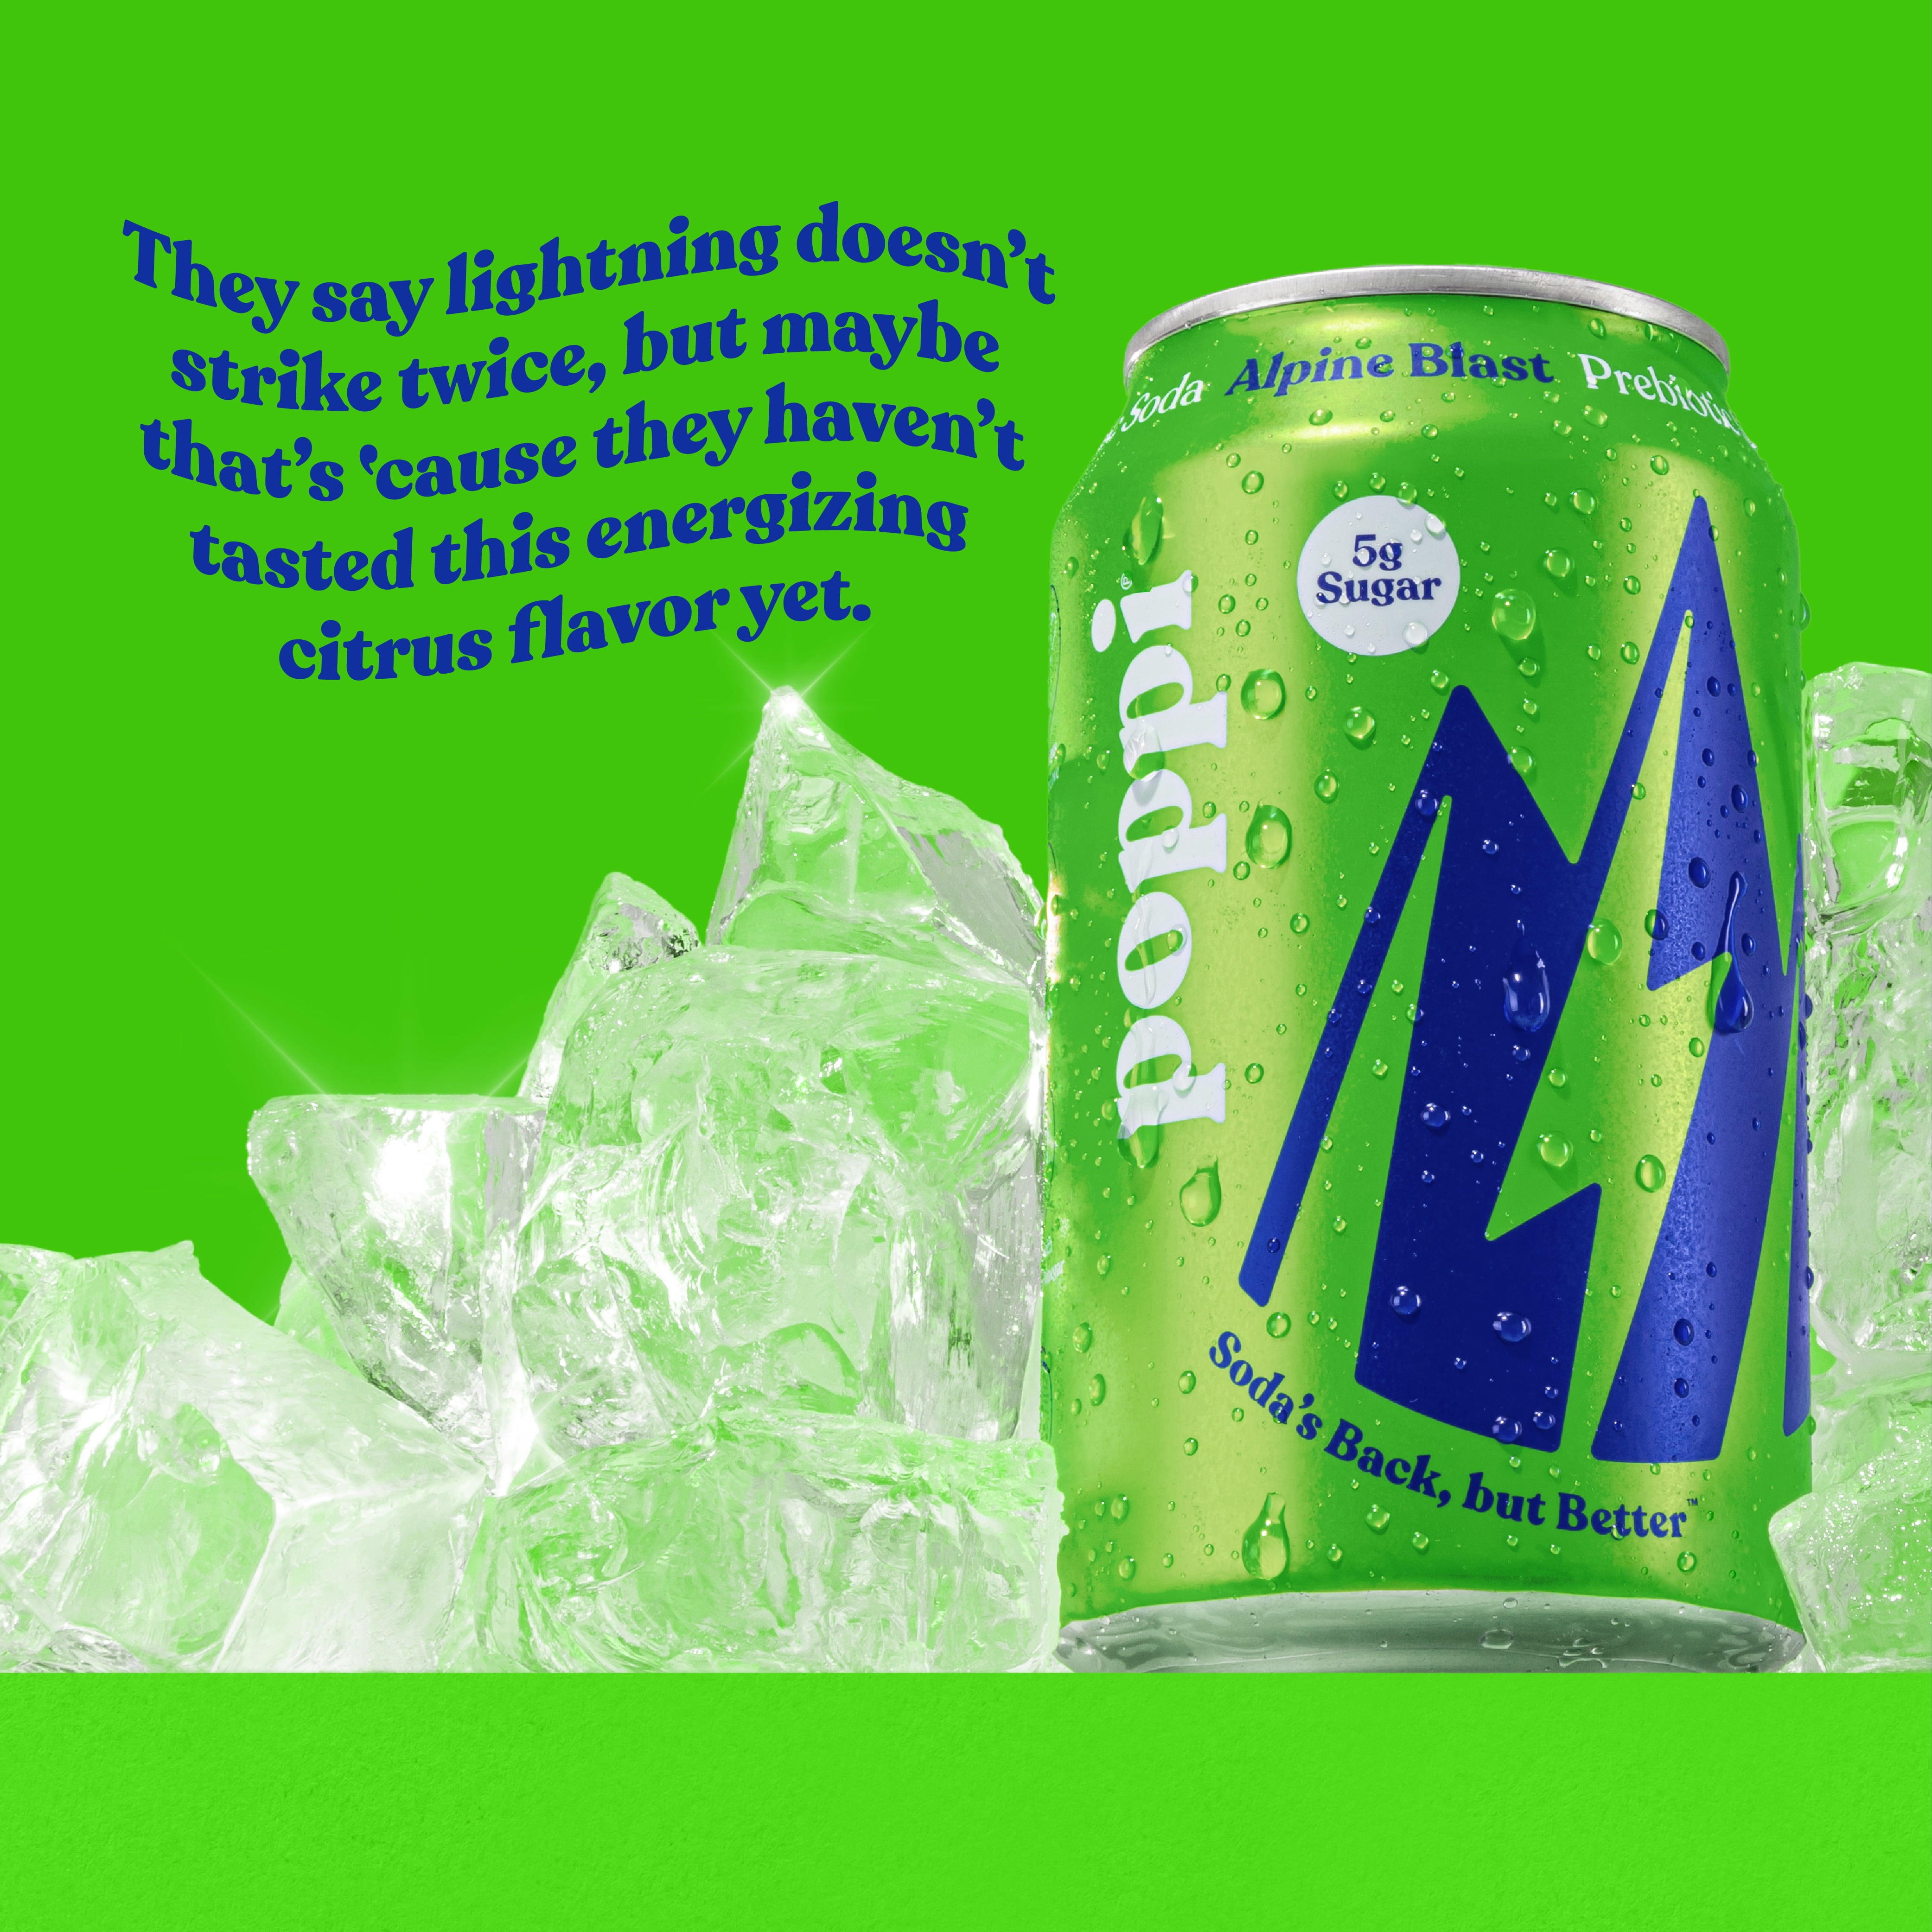 They say lightning doesn't
strike twice, but maybe
that's ‘cause they haven't
tasted this energizing
citrus flavor yet.
Soda Alpine Blast Prebiotic
5g
Sugar
poppi®
Soda's Back, but Better™